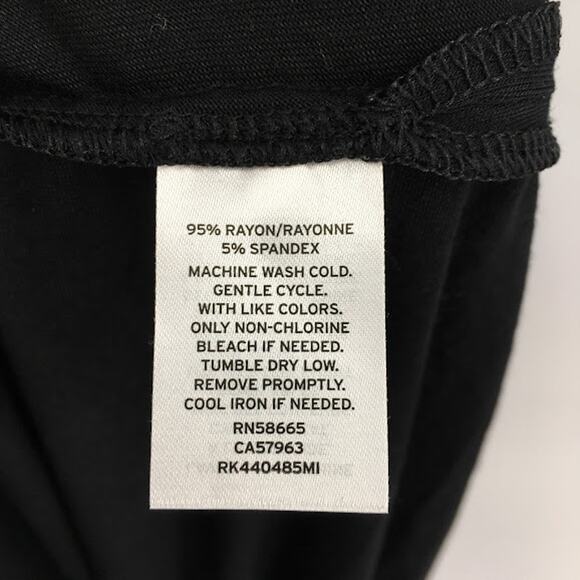 95% RAYON/RAYONNE
5% SPANDEX
MACHINE WASH COLD.
GENTLE CYCLE.
WITH LIKE COLORS.
ONLY NON-CHLORINE
BLEACH IF NEEDED.
TUMBLE DRY LOW.
REMOVE PROMPTLY.
COOL IRON IF NEEDED.
RN58665
CA57963
RK440485MI